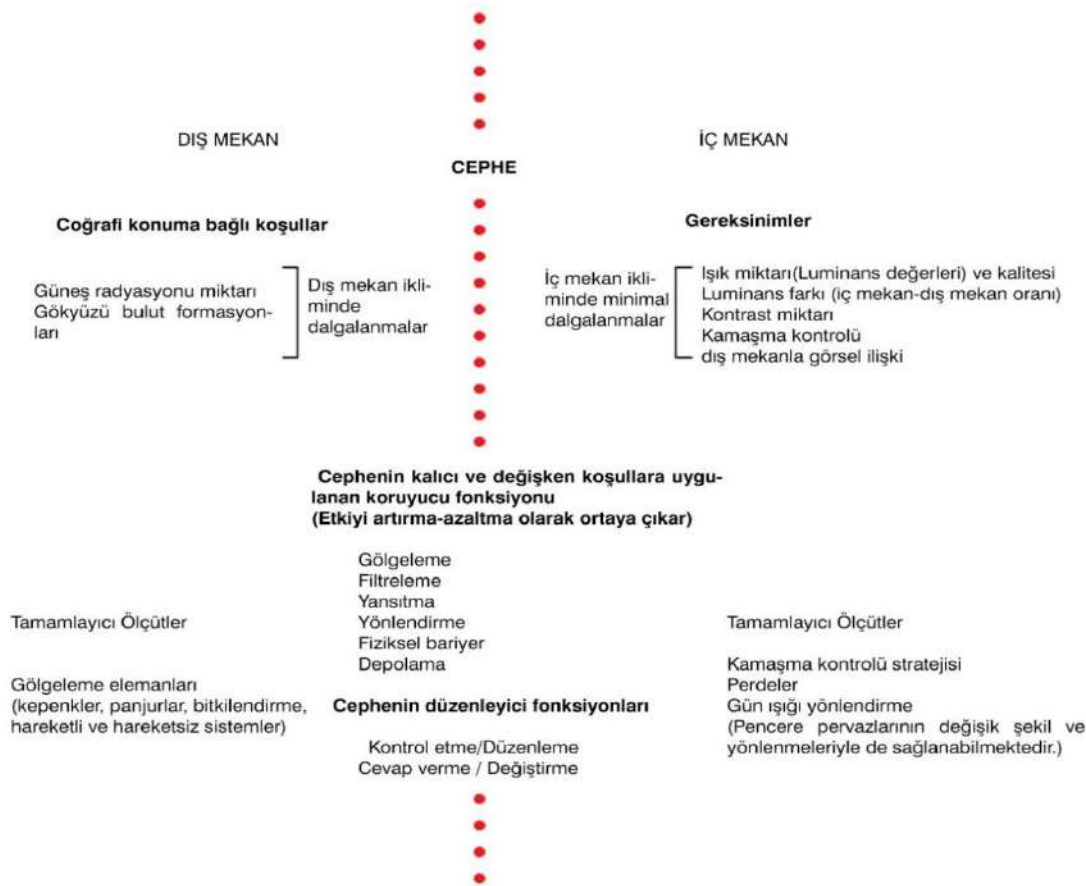 DIŞ MEKAN
İÇ MEKAN
CEPHE
Coğrafi konuma bağlı koşullar
Güneş radyasyonu miktarı
Gökyüzü bulut formasyon-
ları
Dış mekan ikli-
minde
dalgalanmalar
Gereksinimler
İç mekan ikli-
minde minimal
dalgalanmalar
Işık miktarı(Luminans değerleri) ve kalitesi
Luminans farkı (iç mekan-dış mekan oranı)
Kontrast miktarı
Kamaşma kontrolü
dış mekanla görsel ilişki
Cephenin kalıcı ve değişken koşullara uygu-
lanan koruyucu fonksiyonu
(Etkiyi artırma-azaltma olarak ortaya çıkar)
Gölgeleme
Filtreleme
Yansıtma
Yönlendirme
Fiziksel bariyer
Depolama
Cephenin düzenleyici fonksiyonları
Kontrol etme/Düzenleme
Cevap verme / Değiştirme
Tamamlayıcı Ölçütler
Gölgeleme elemanları
(kepenkler, panjurlar, bitkilendirme,
hareketli ve hareketsiz sistemler)
Tamamlayıcı Ölçütler
Kamaşma kontrolü stratejisi
Perdeler
Gün ışığı yönlendirme
(Pencere pervazlarının değişik şekil ve
yönlenmeleriyle de sağlanabilmektedir.)